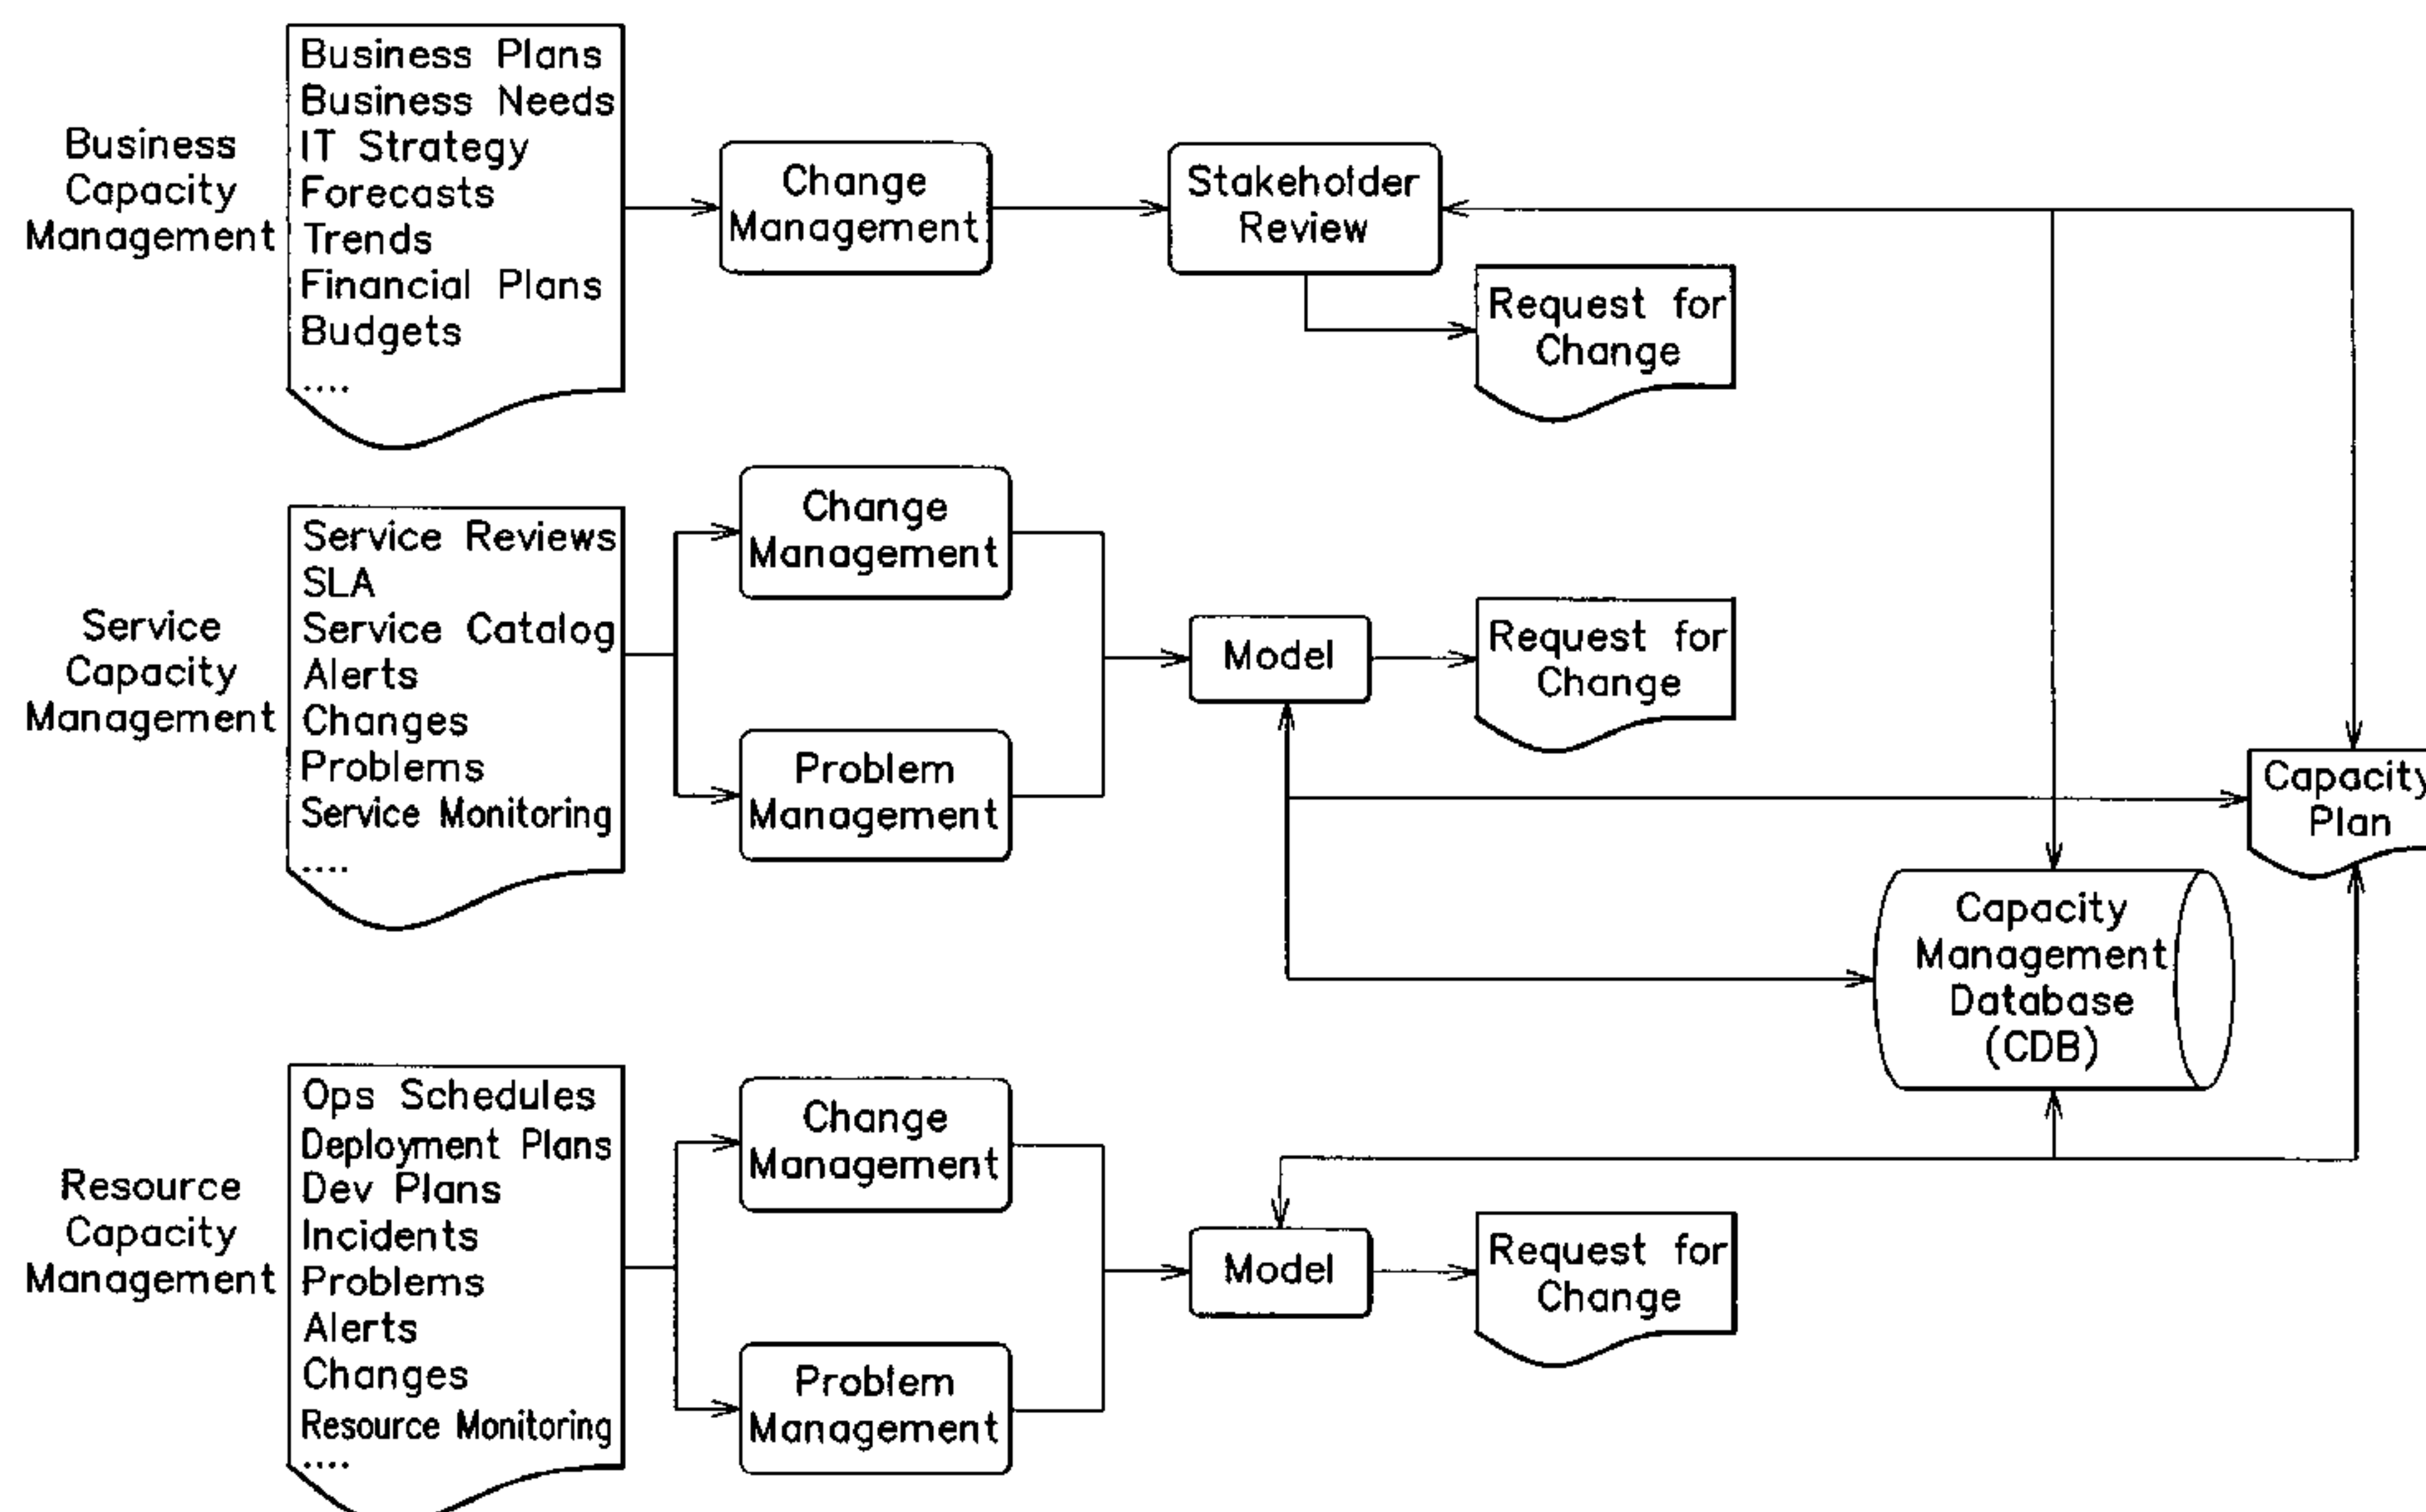 Business
Capacity
Management
Business Plans
Business Needs
IT Strategy
Forecasts
Trends
Financial Plans
Budgets
....
Change
Management
Stakeholder
Review
Request for
Change
Service
Capacity
Management
Service Reviews
SLA
Service Catalog
Alerts
Changes
Problems
Service Monitoring
....
Change
Management
Problem
Management
Model
Request for
Change
Capacity
Plan
Capacity
Management
Database
(CDB)
Resource
Capacity
Management
Ops Schedules
Deployment Plans
Dev Plans
Incidents
Problems
Alerts
Changes
Resource Monitoring
....
Change
Management
Problem
Management
Model
Request for
Change